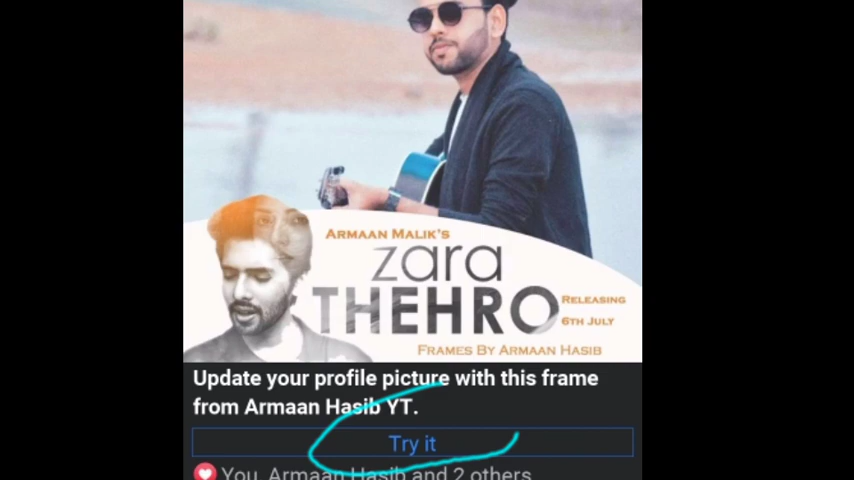 ARMAAN MALIK'S
zara
THEHRO
RELEASING
6TH JULY
FRAMES BY ARMAAN HASIB
Update your profile picture with this frame
from Armaan Hasib YT.
Try it
You, Armaan Hasib and 2 others